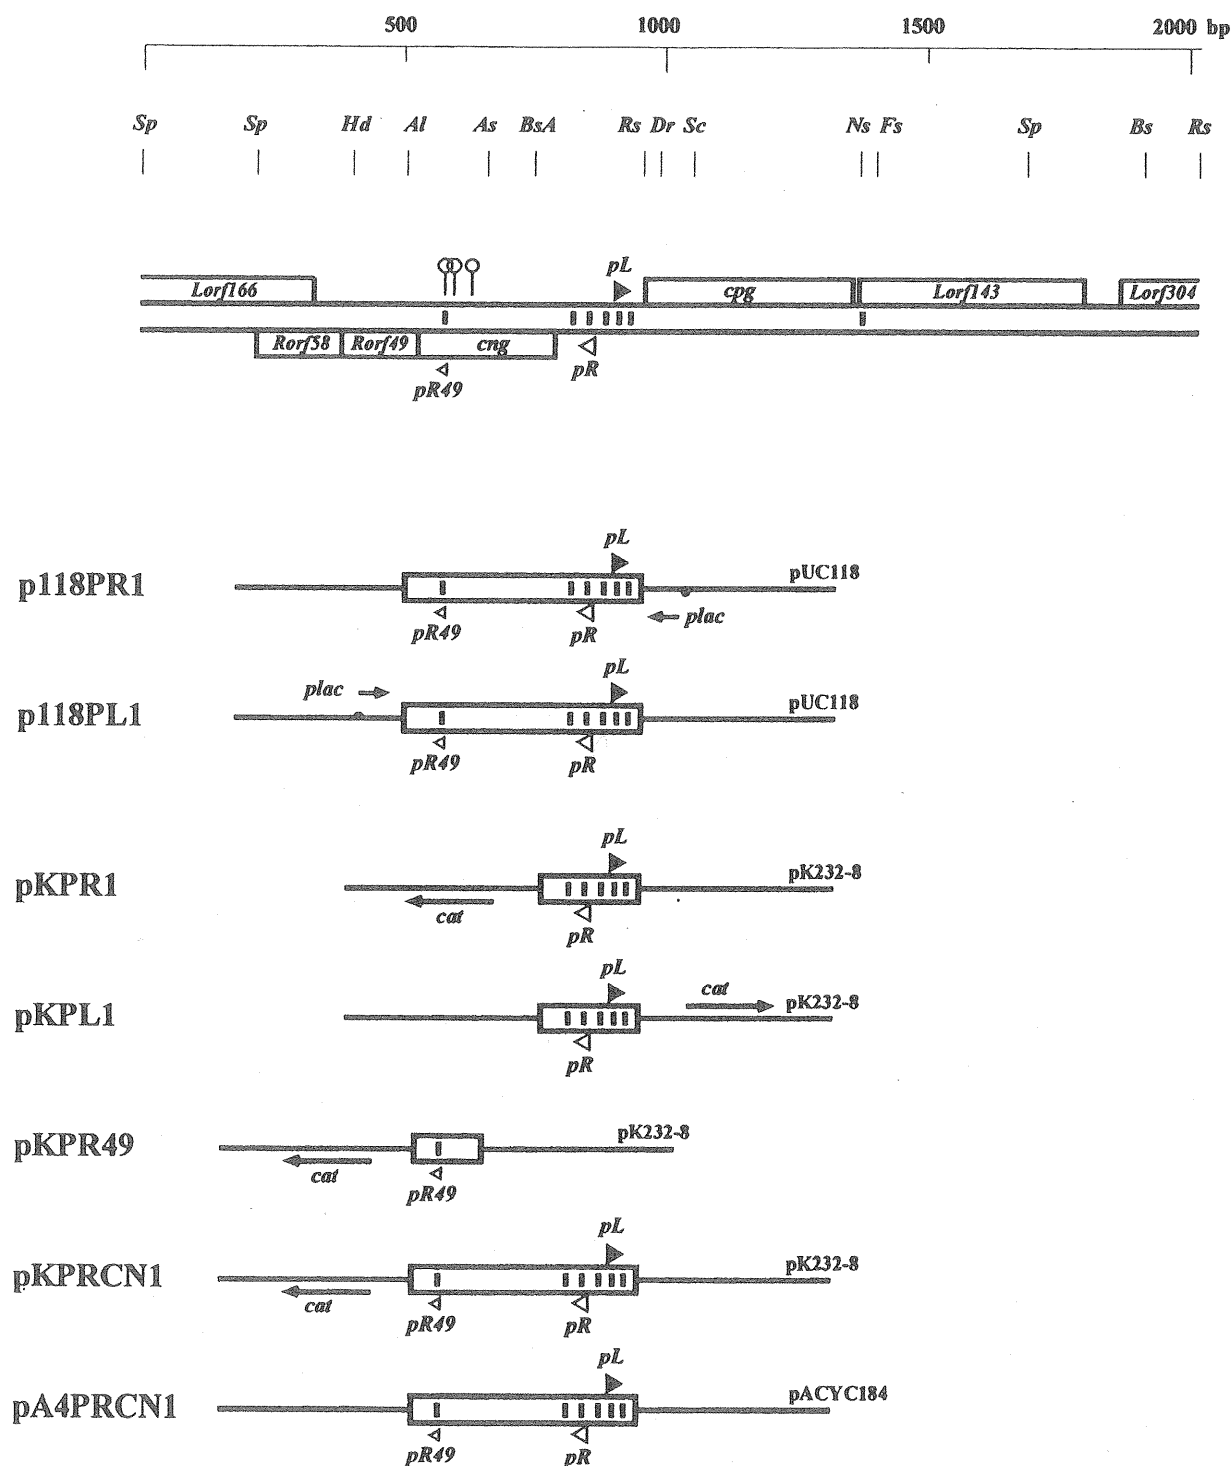 500 1000 1500 2000 bp
Sp Sp Hd Al As BsA Rs Dr Sc Ns Fs Sp Bs Rs
pL
Lorf166 cpg Lorf143 Lorf304
Rorf58 Rorf49 cng
pR49 pR
pL
p118PR1 pUC118
plac
pR49 pR
pL
plac
p118PL1 pUC118
pR49 pR
pL
pKPR1 pK232-8
cat
pR
pL
cat
pKPL1 pK232-8
pR
pKPR49 pK232-8
cat
pR49
pL
pKPRCN1 pK232-8
cat
pR49 pR
pL
pA4PRCN1 pACYC184
pR49 pR